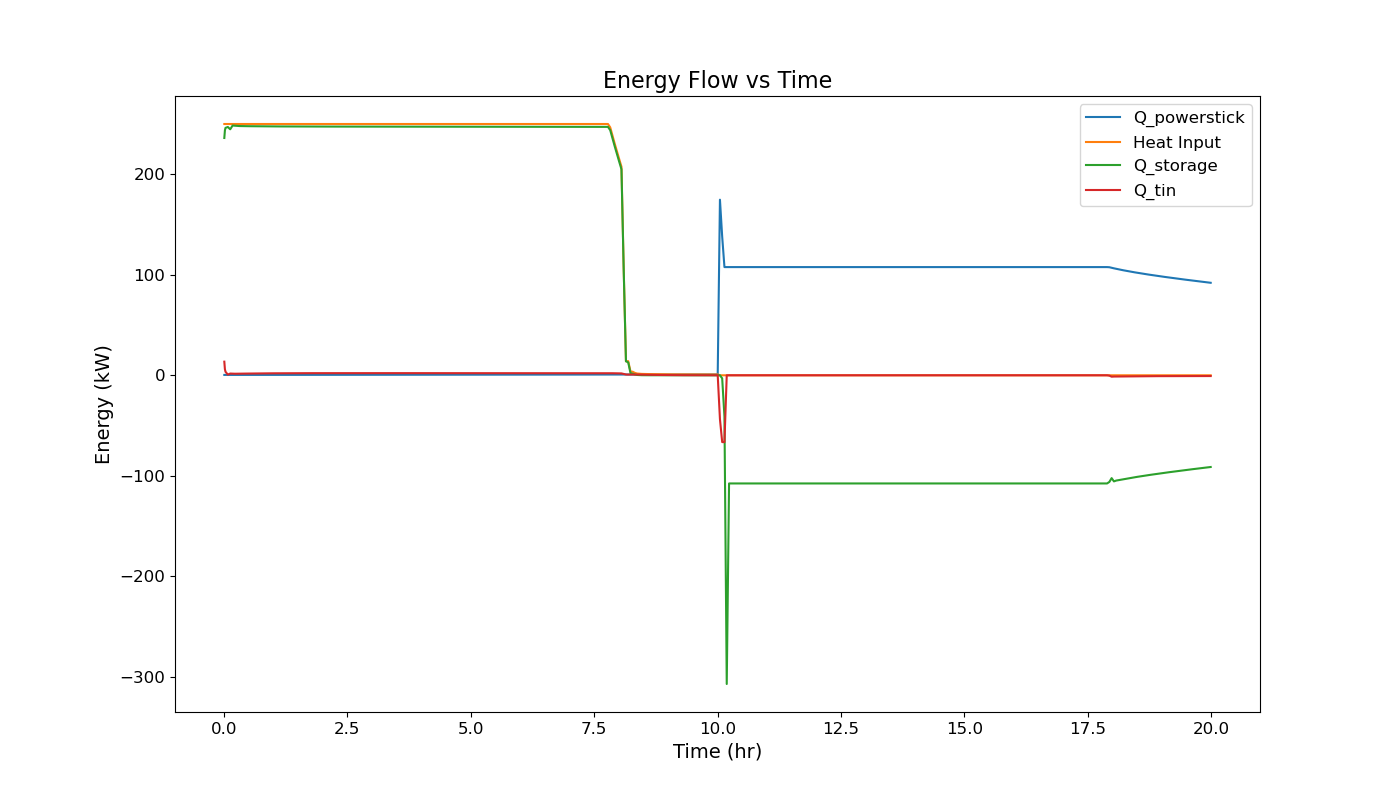 Energy Flow vs Time
Q_powerstick
Heat Input
Q_storage
Q_tin
Energy (kW)
200
100
0
−100
−200
−300
0.0 2.5 5.0 7.5 10.0 12.5 15.0 17.5 20.0
Time (hr)